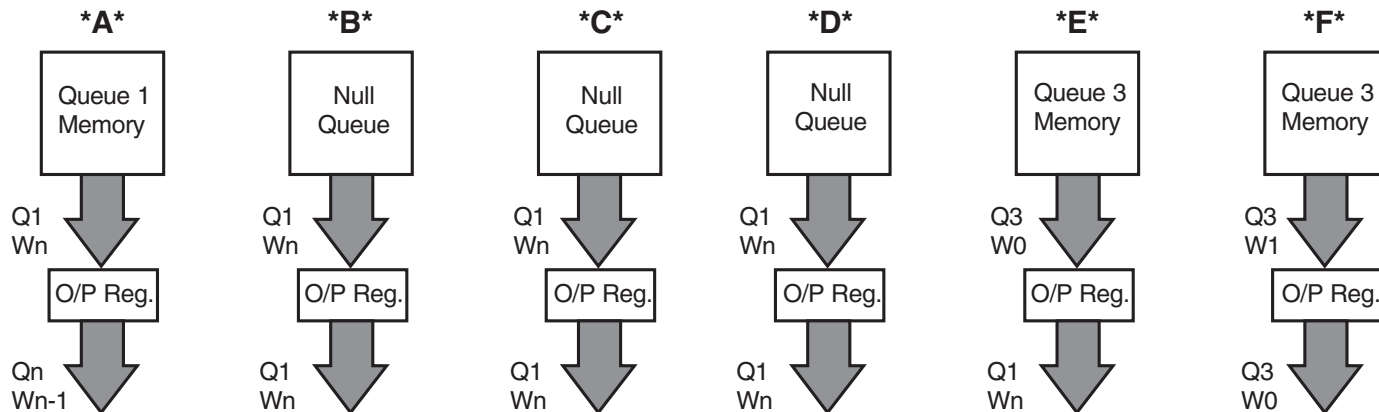 *A* *B* *C* *D* *E* *F*
Queue 1 Null Null Null Queue 3 Queue 3
Memory Queue Queue Queue Memory Memory
Q1 Q1 Q1 Q1 Q3 Q3
Wn Wn Wn Wn W0 W1
O/P Reg. O/P Reg. O/P Reg. O/P Reg. O/P Reg. O/P Reg.
Qn Q1 Q1 Q1 Q1 Q3
Wn-1 Wn Wn Wn Wn W0